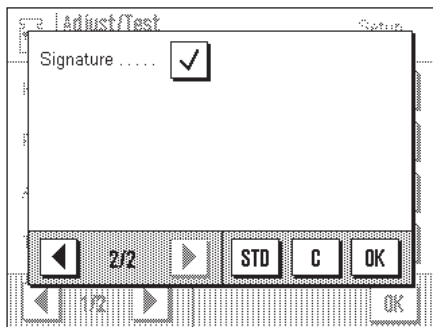 Adjust/Test Setup
Signature .....
2/2 STD C OK
1/2 OK